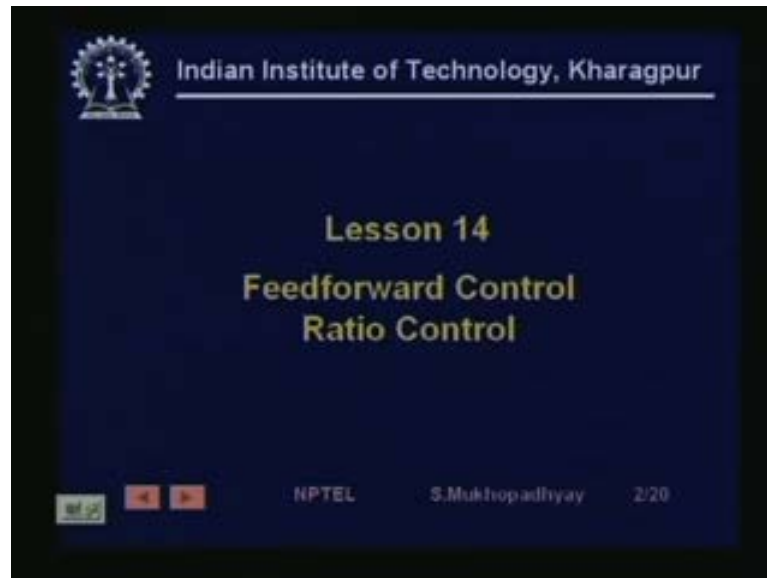 Indian Institute of Technology, Kharagpur
Lesson 14
Feedforward Control
Ratio Control
NPTEL S.Mukhopadhyay 2/20